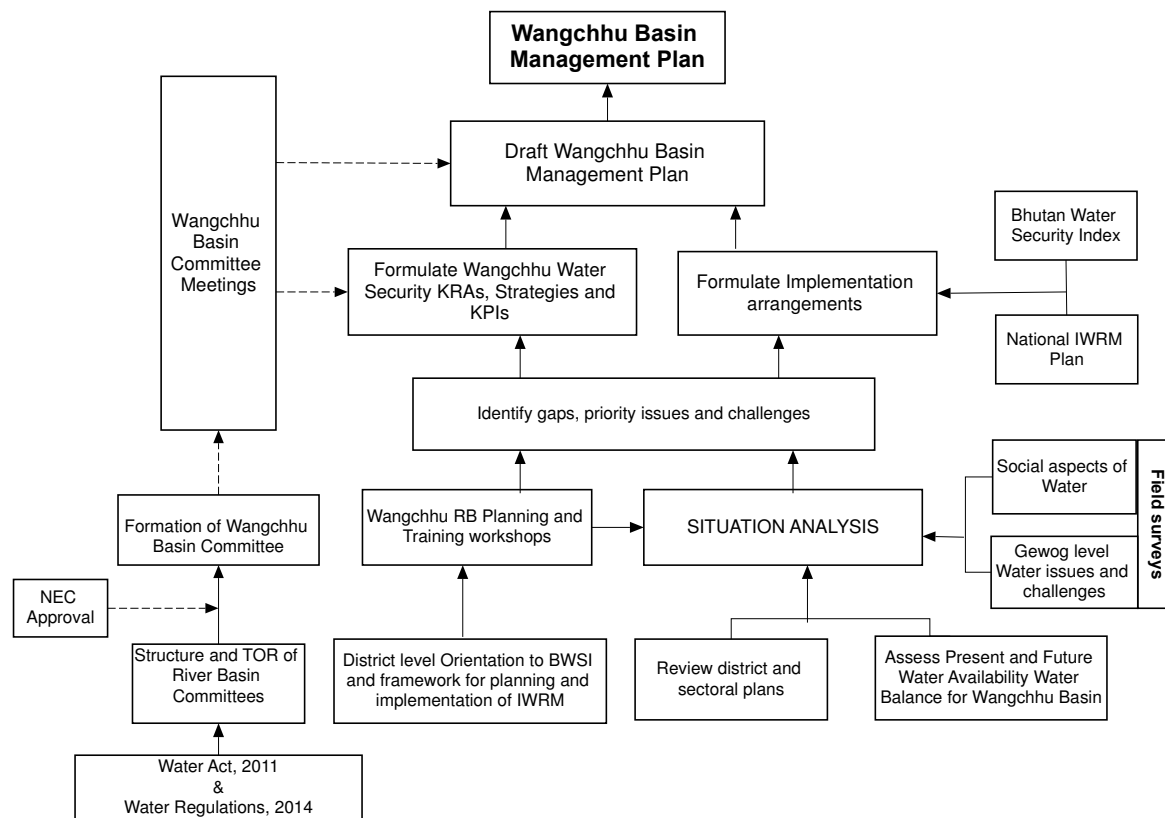 Wangchhu Basin
Management Plan
Draft Wangchhu Basin
Management Plan
Wangchhu
Basin
Committee
Meetings
Bhutan Water
Security Index
Formulate Wangchhu Water
Security KRAs, Strategies and
KPIs
Formulate Implementation
arrangements
National IWRM
Plan
Identify gaps, priority issues and challenges
Social aspects of
Water
Field surveys
Formation of Wangchhu
Basin Committee
Wangchhu RB Planning and
Training workshops
SITUATION ANALYSIS
Gewog level
Water issues and
challenges
NEC
Approval
Structure and TOR of
River Basin
Committees
District level Orientation to BWSI
and framework for planning and
implementation of IWRM
Review district and
sectoral plans
Assess Present and Future
Water Availability Water
Balance for Wangchhu Basin
Water Act, 2011
&
Water Regulations, 2014